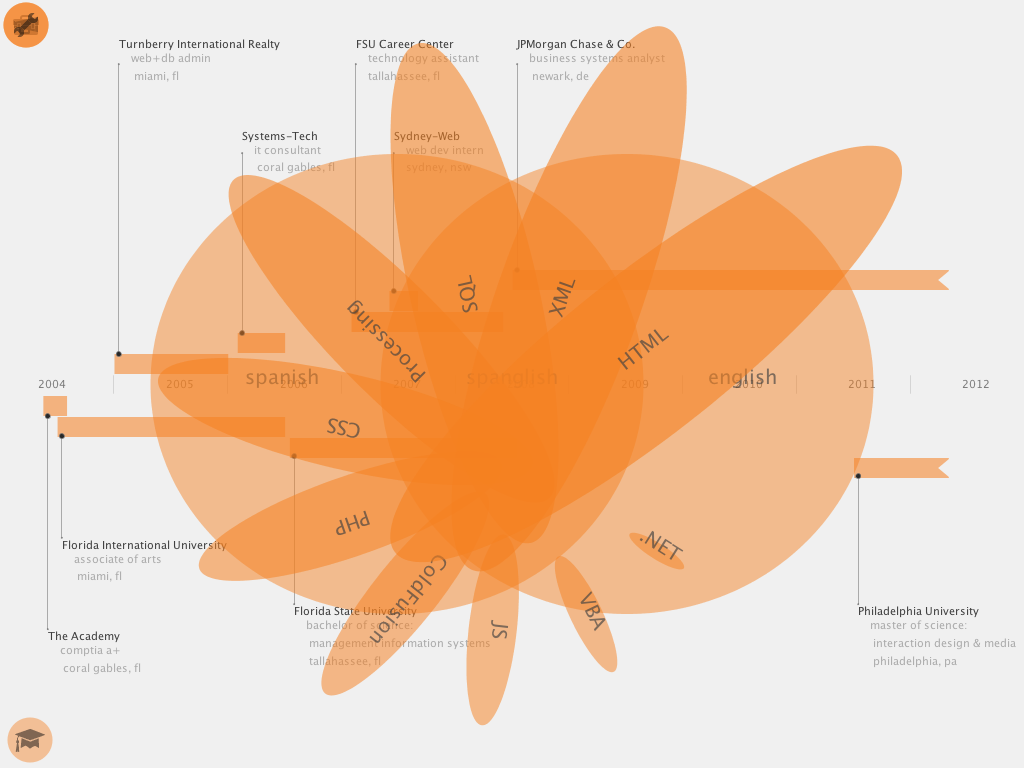 Turnberry International Realty
web+db admin
miami, fl
FSU Career Center
technology assistant
tallahassee, fl
JPMorgan Chase & Co.
business systems analyst
newark, de
Systems-Tech
it consultant
coral gables, fl
Sydney-Web
web dev intern
sydney, nsw
SQL
XML
Processing
HTML
spanish
spanglish
english
2004
2005
2006
2007
2009
2010
2011
2012
CSS
PHP
.NET
ColdFusion
VBA
JS
Florida International University
associate of arts
miami, fl
The Academy
comptia a+
coral gables, fl
Florida State University
bachelor of science:
management information systems
tallahassee, fl
Philadelphia University
master of science:
interaction design & media
philadelphia, pa